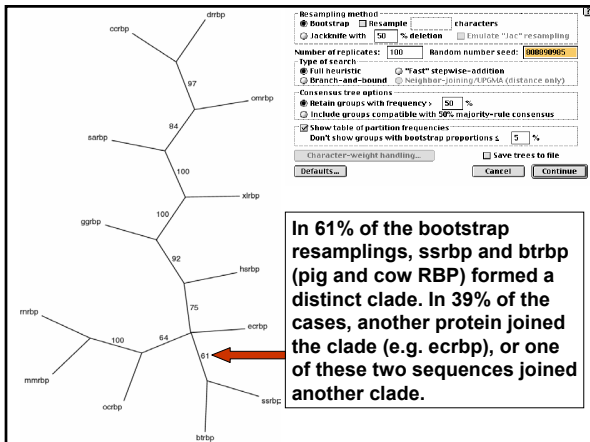 drrbp
ccrbp
97
omrbp
84
sarbp
100
xlrbp
100
ggrbp
92
hsrbp
75
rnrbp
ecrbp
64
100
61
mmrbp
ssrbp
ocrbp
btrbp
Resampling method
Bootstrap Resample characters
Jackknife with 50 % deletion Emulate "Jac" resampling
Number of replicates: 100 Random number seed: 808890985
Type of search
Full heuristic "Fast" stepwise-addition
Branch-and-bound Neighbor-joining/UPGMA (distance only)
Consensus tree options
Retain groups with frequency > 50 %
Include groups compatible with 50% majority-rule consensus
Show table of partition frequencies
Don't show groups with bootstrap proportions ≤ 5 %
Character-weight handling... Save trees to file
Defaults... Cancel Continue
In 61% of the bootstrap
resamplings, ssrbp and btrbp
(pig and cow RBP) formed a
distinct clade. In 39% of the
cases, another protein joined
the clade (e.g. ecrbp), or one
of these two sequences joined
another clade.